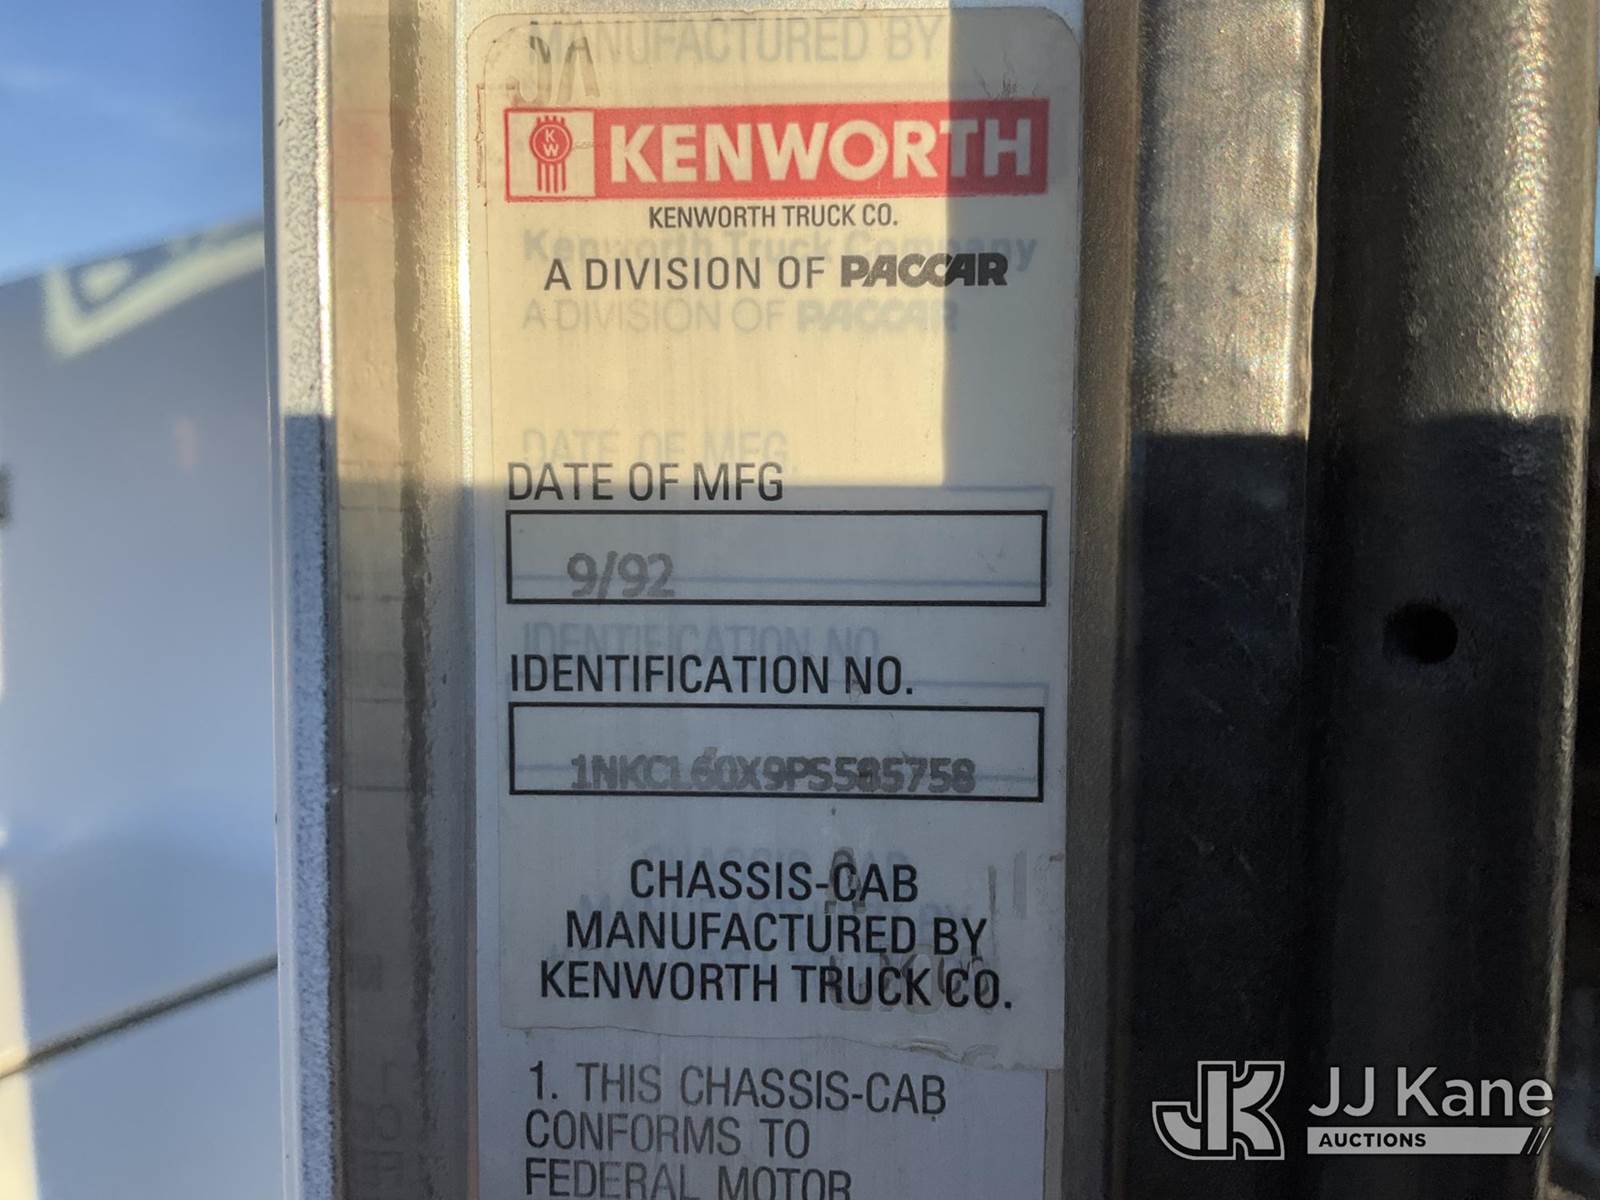 MANUFACTURED BY
KW KENWORTH
KENWORTH TRUCK CO.
Kenworth Truck Company
A DIVISION OF PACCAR
A DIVISION OF PACCAR
DATE OF MFG.
DATE OF MFG
9/92
IDENTIFICATION NO.
IDENTIFICATION NO.
1NKCL60X9PS585758
CHASSIS-CAB
MANUFACTURED BY
KENWORTH TRUCK CO.
1. THIS CHASSIS-CAB
CONFORMS TO
FEDERAL MOTOR
JK JJ Kane
AUCTIONS